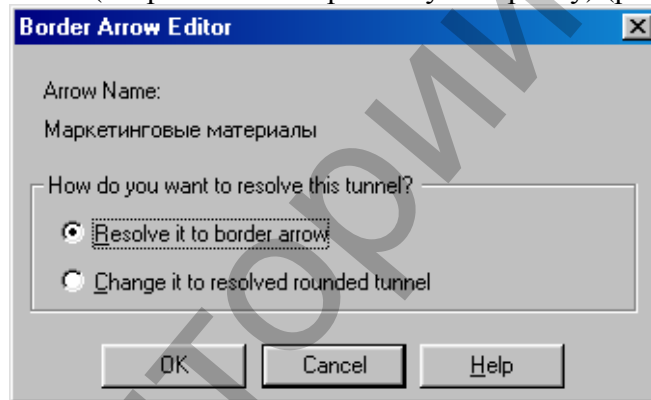 Border Arrow Editor
Arrow Name:
Маркетинговые материалы
How do you want to resolve this tunnel?
Resolve it to border arrow
Change it to resolved rounded tunnel
OK Cancel Help